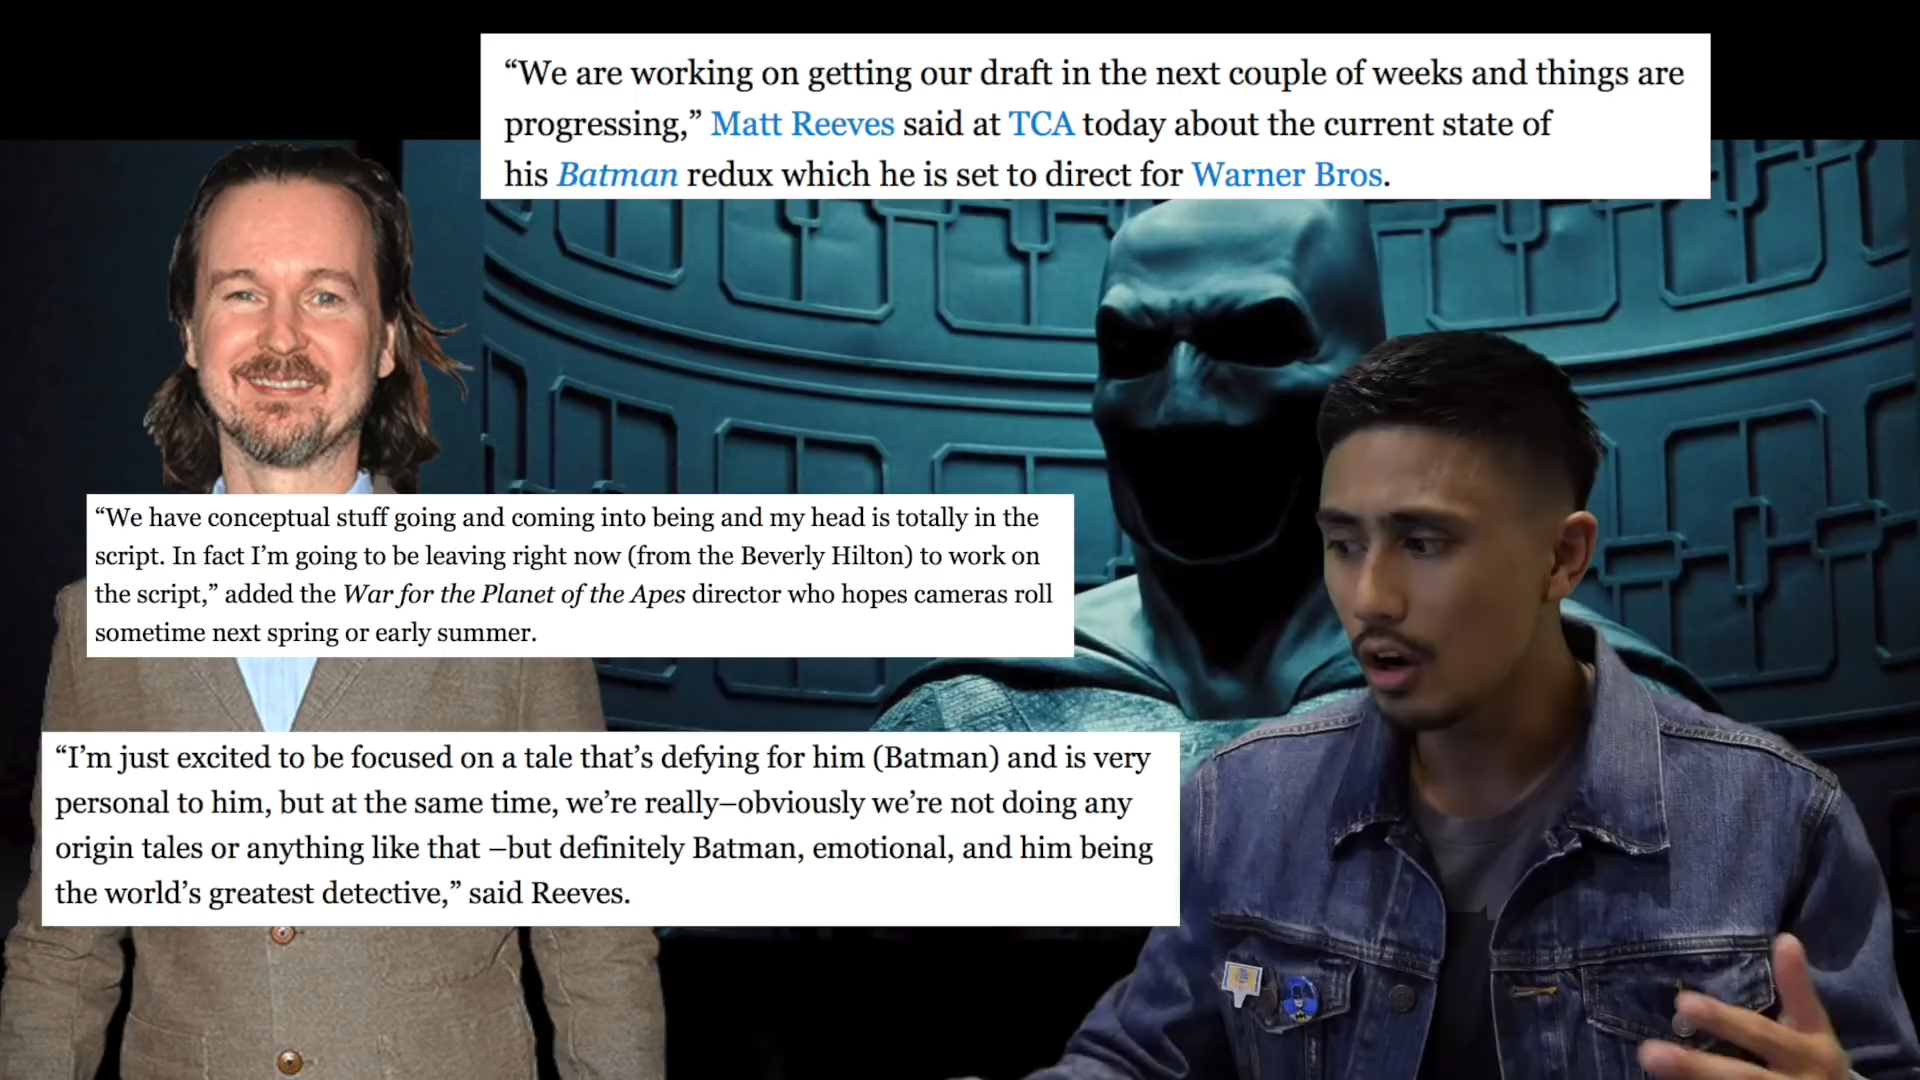 “We are working on getting our draft in the next couple of weeks and things are
progressing,” Matt Reeves said at TCA today about the current state of
his Batman redux which he is set to direct for Warner Bros.
“We have conceptual stuff going and coming into being and my head is totally in the
script. In fact I’m going to be leaving right now (from the Beverly Hilton) to work on
the script,” added the War for the Planet of the Apes director who hopes cameras roll
sometime next spring or early summer.
“I’m just excited to be focused on a tale that’s defying for him (Batman) and is very
personal to him, but at the same time, we’re really–obviously we’re not doing any
origin tales or anything like that –but definitely Batman, emotional, and him being
the world’s greatest detective,” said Reeves.